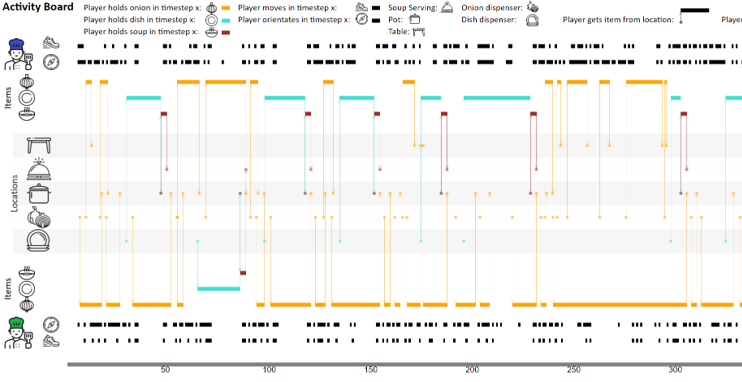 Activity Board
Player holds onion in timestep x: Player moves in timestep x: Soup Serving: Onion dispenser:
Player holds dish in timestep x: Player orientates in timestep x: Pot: Dish dispenser: Player gets item from location: Player
Player holds soup in timestep x: Table:
Items
Locations
Items
50 100 150 200 250 300